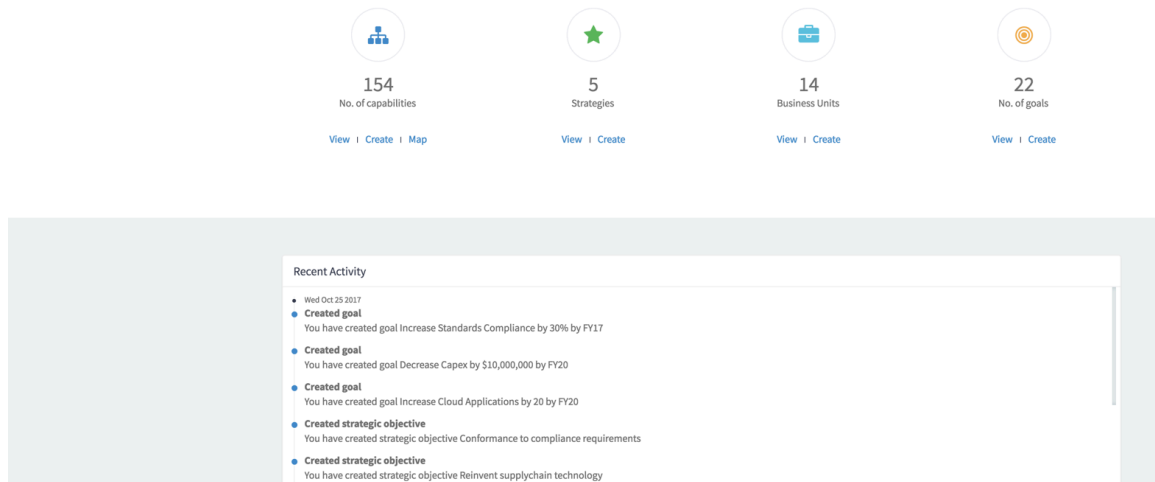 154 5 14 22
No. of capabilities Strategies Business Units No. of goals
View | Create | Map View | Create View | Create View | Create
Recent Activity
Wed Oct 25 2017
Created goal
You have created goal Increase Standards Compliance by 30% by FY17
Created goal
You have created goal Decrease Capex by $10,000,000 by FY20
Created goal
You have created goal Increase Cloud Applications by 20 by FY20
Created strategic objective
You have created strategic objective Conformance to compliance requirements
Created strategic objective
You have created strategic objective Reinvent supplychain technology